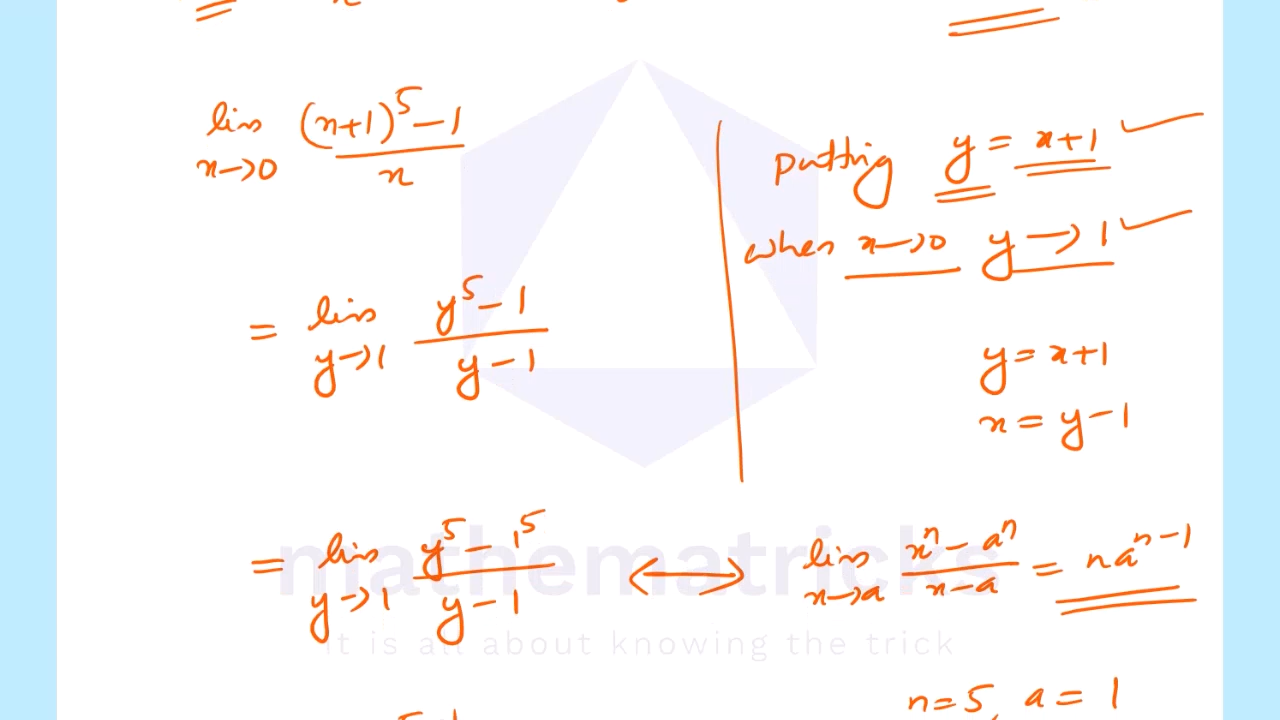 lim x→0 ((x+1)^5 − 1)/x
putting y = x+1
when x→0 y→1
= lim y→1 (y^5 − 1)/(y − 1)
y = x+1
x = y−1
= lim y→1 (y^5 − 1^5)/(y − 1) ↔ lim x→a (x^n − a^n)/(x − a) = na^(n−1)
mathematricks
it is all about knowing the trick
n=5, a = 1